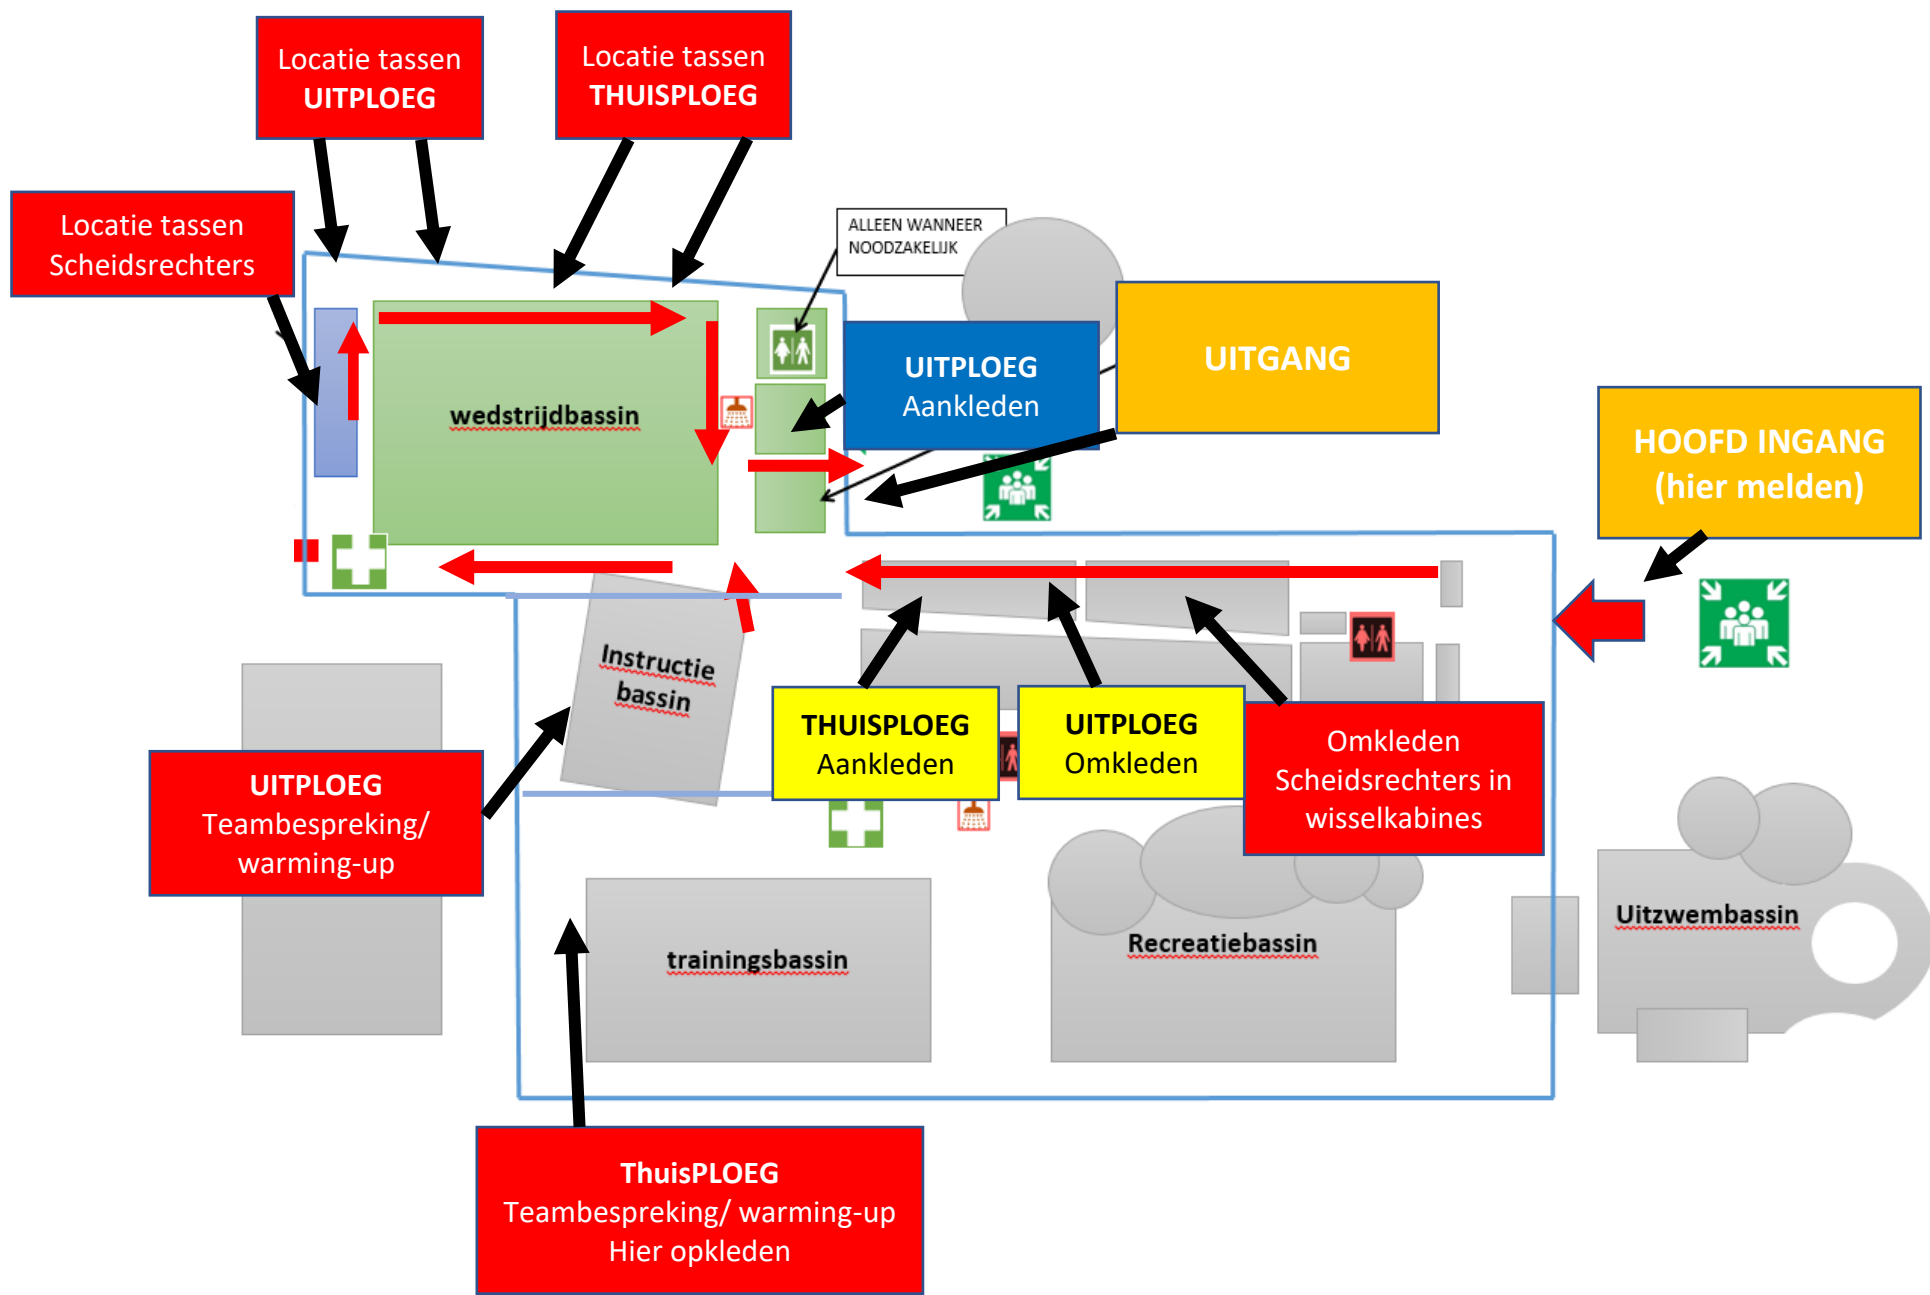 Locatie tassen
UITPLOEG
Locatie tassen
THUISPLOEG
Locatie tassen
Scheidsrechters
ALLEEN WANNEER
NOODZAKELIJK
UITPLOEG
Aankleden
UITGANG
HOOFD INGANG
(hier melden)
wedstrijdbassin
Instructie
bassin
THUISPLOEG
Aankleden
UITPLOEG
Omkleden
Omkleden
Scheidsrechters in
wisselkabines
UITPLOEG
Teambespreking/
warming-up
trainingsbassin
Recreatiebassin
Uitzwembassin
ThuisPLOEG
Teambespreking/ warming-up
Hier opkleden